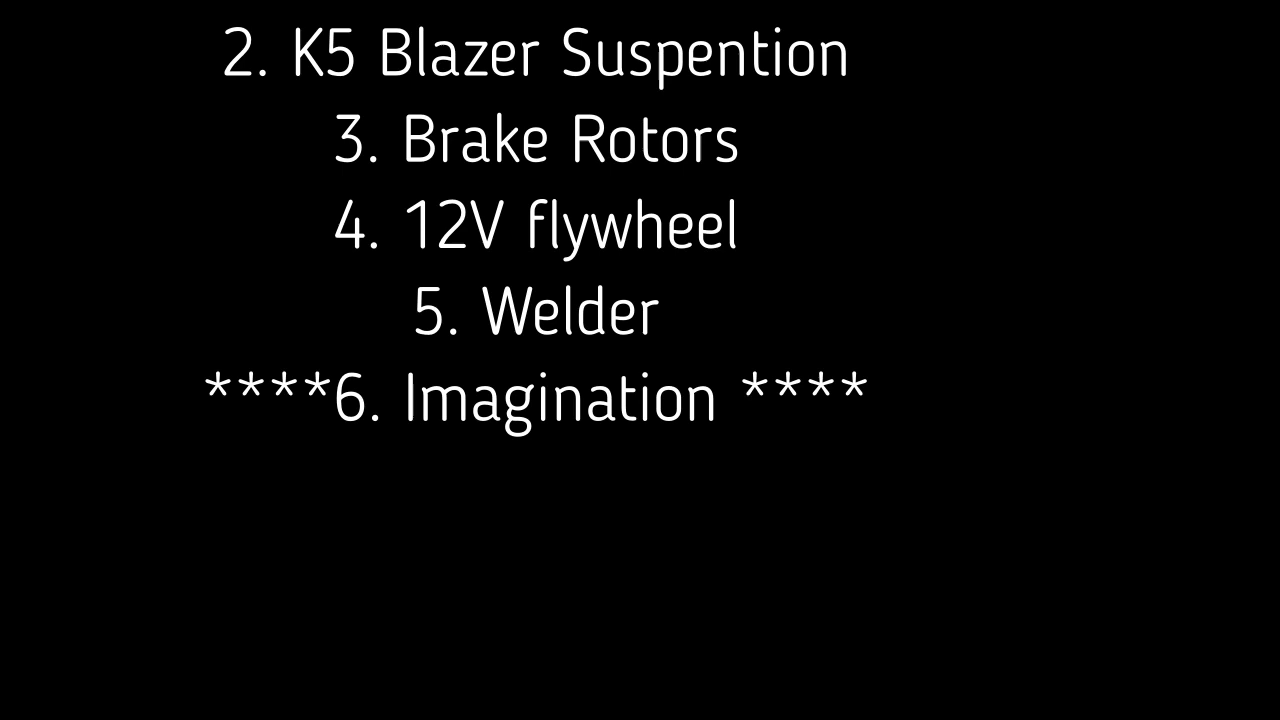 2. K5 Blazer Suspention
3. Brake Rotors
4. 12V flywheel
5. Welder
****6. Imagination ****